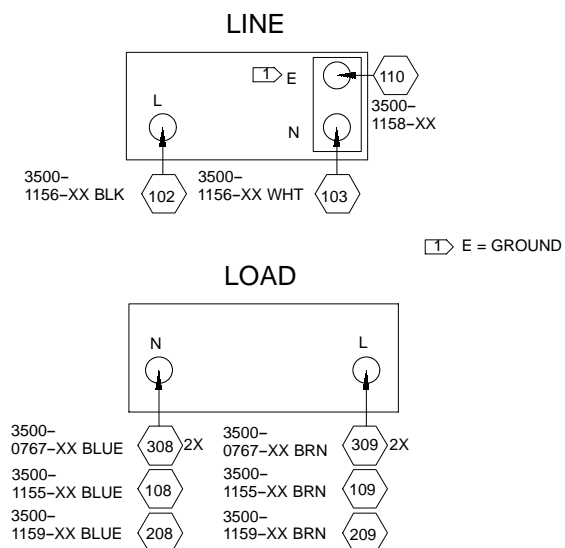 LINE
1 E
110
L
3500-
1158-XX
N
3500-
1156-XX BLK
102
3500-
1156-XX WHT
103
1 E = GROUND
LOAD
N
L
3500-
0767-XX BLUE
308 2X
3500-
0767-XX BRN
309 2X
3500-
1155-XX BLUE
108
3500-
1155-XX BRN
109
3500-
1159-XX BLUE
208
3500-
1159-XX BRN
209